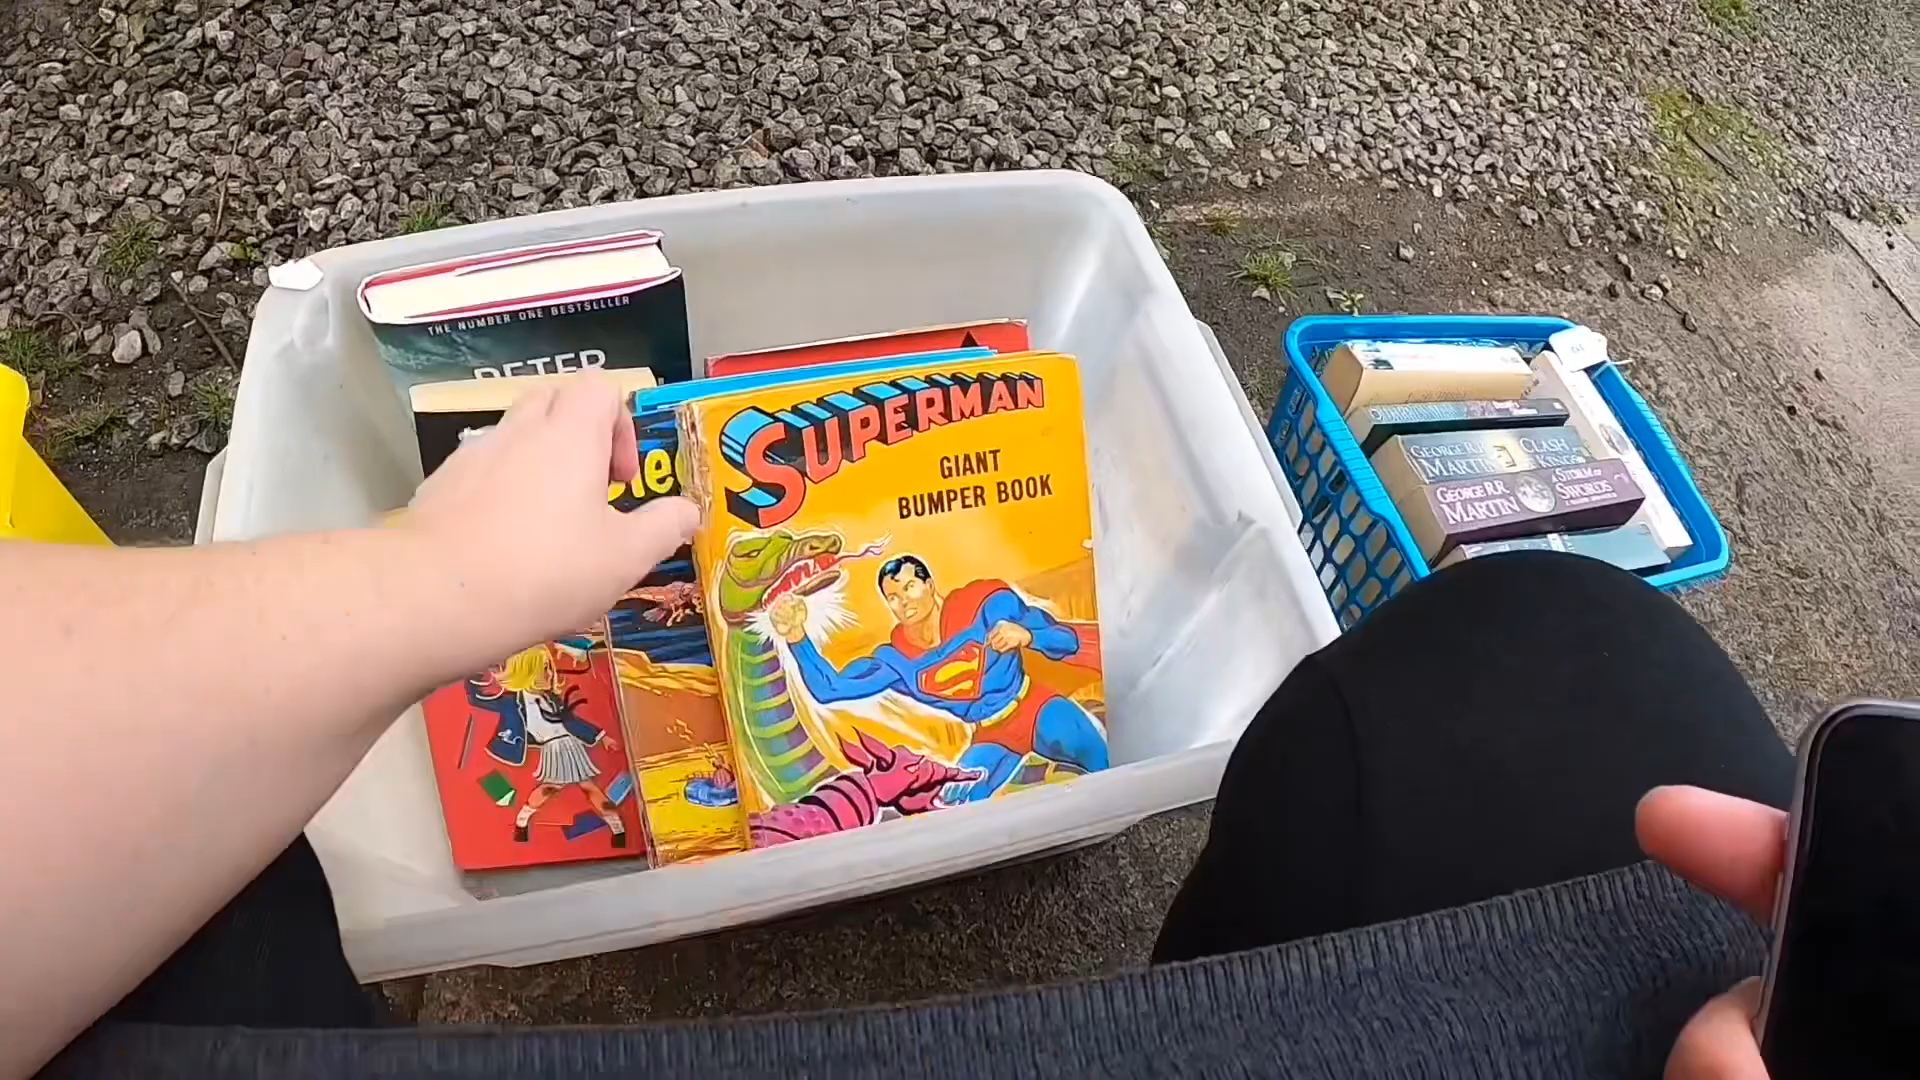 THE NUMBER ONE BESTSELLER
PETER
SUPERMAN
GIANT
BUMPER BOOK
S
GEORGE R.R.
MARTIN
CLASH
KINGS
GEORGE R.R.
MARTIN
A STORM OF
SWORDS